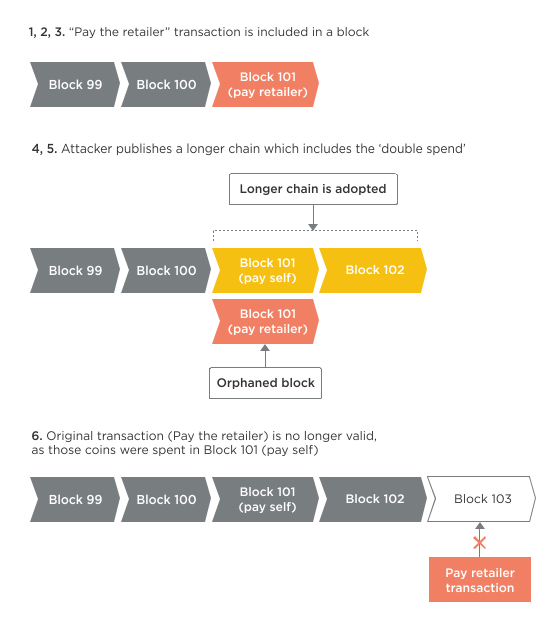 1, 2, 3. “Pay the retailer” transaction is included in a block
Block 99
Block 100
Block 101
(pay retailer)
4, 5. Attacker publishes a longer chain which includes the ‘double spend’
Longer chain is adopted
Block 99
Block 100
Block 101
(pay self)
Block 102
Block 101
(pay retailer)
Orphaned block
6. Original transaction (Pay the retailer) is no longer valid,
as those coins were spent in Block 101 (pay self)
Block 99
Block 100
Block 101
(pay self)
Block 102
Block 103
Pay retailer
transaction